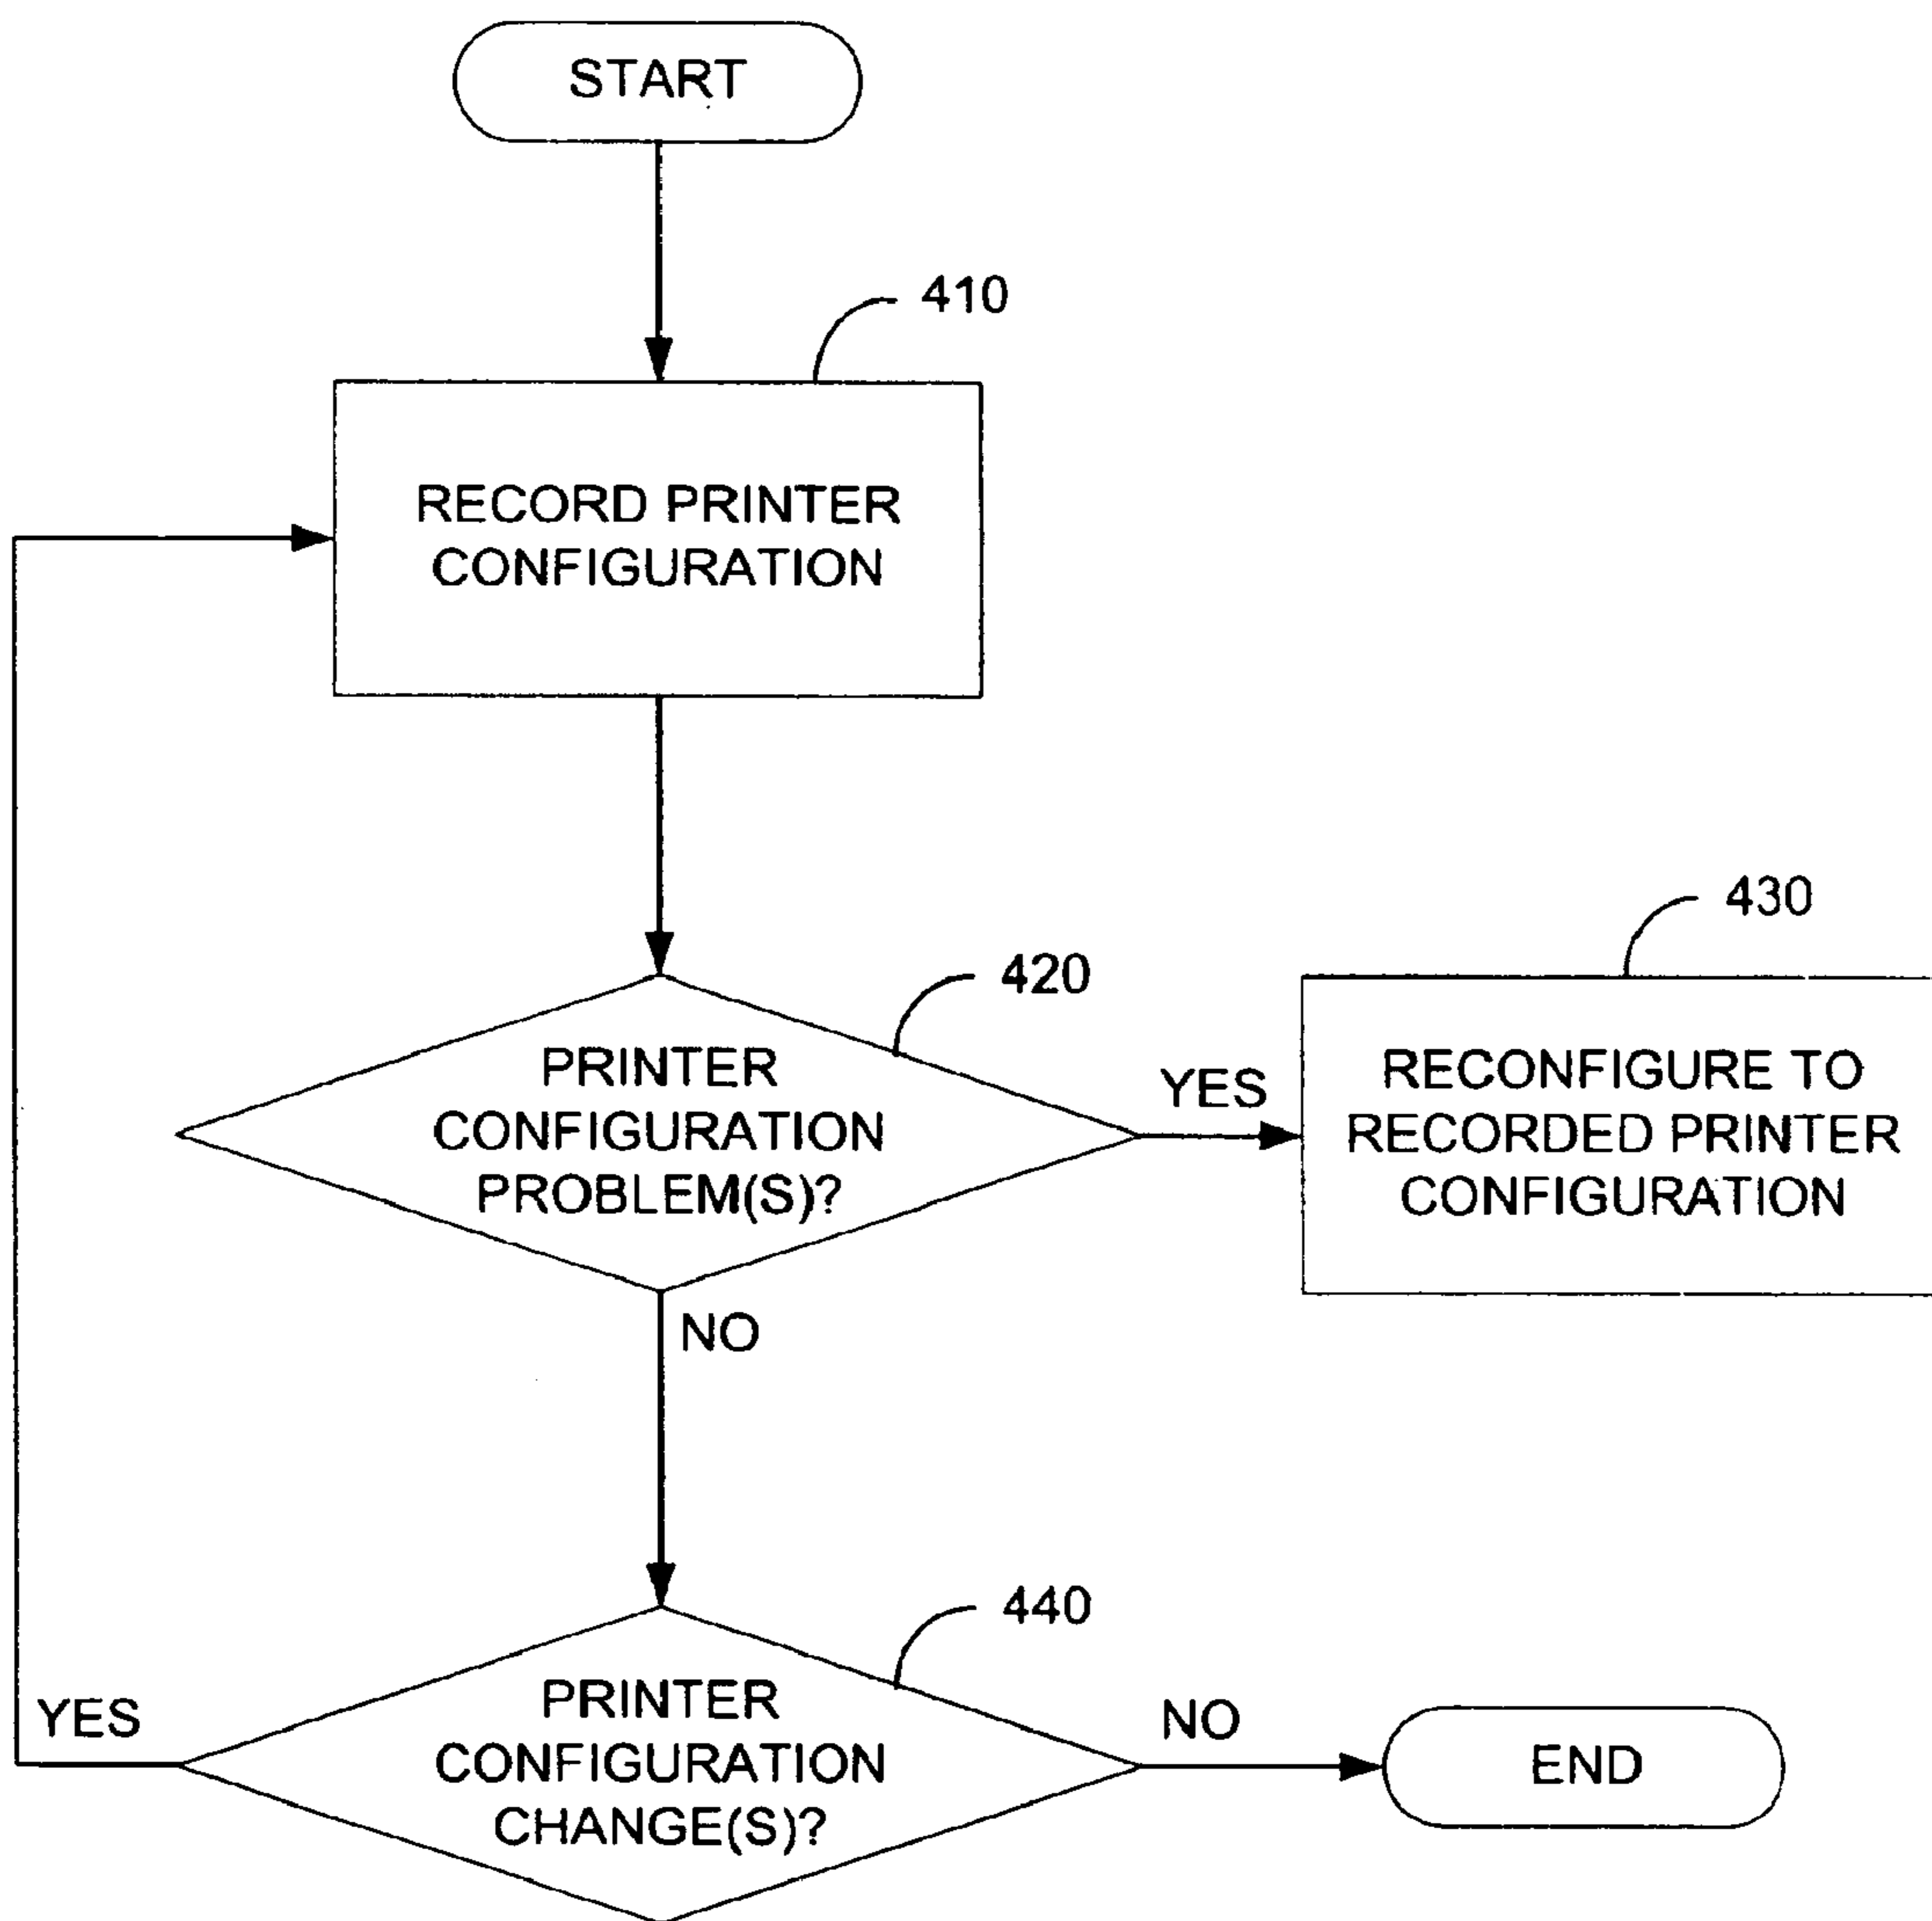 START
410
RECORD PRINTER
CONFIGURATION
420
PRINTER
CONFIGURATION
PROBLEM(S)?
YES
430
RECONFIGURE TO
RECORDED PRINTER
CONFIGURATION
NO
440
PRINTER
CONFIGURATION
CHANGE(S)?
YES
NO
END